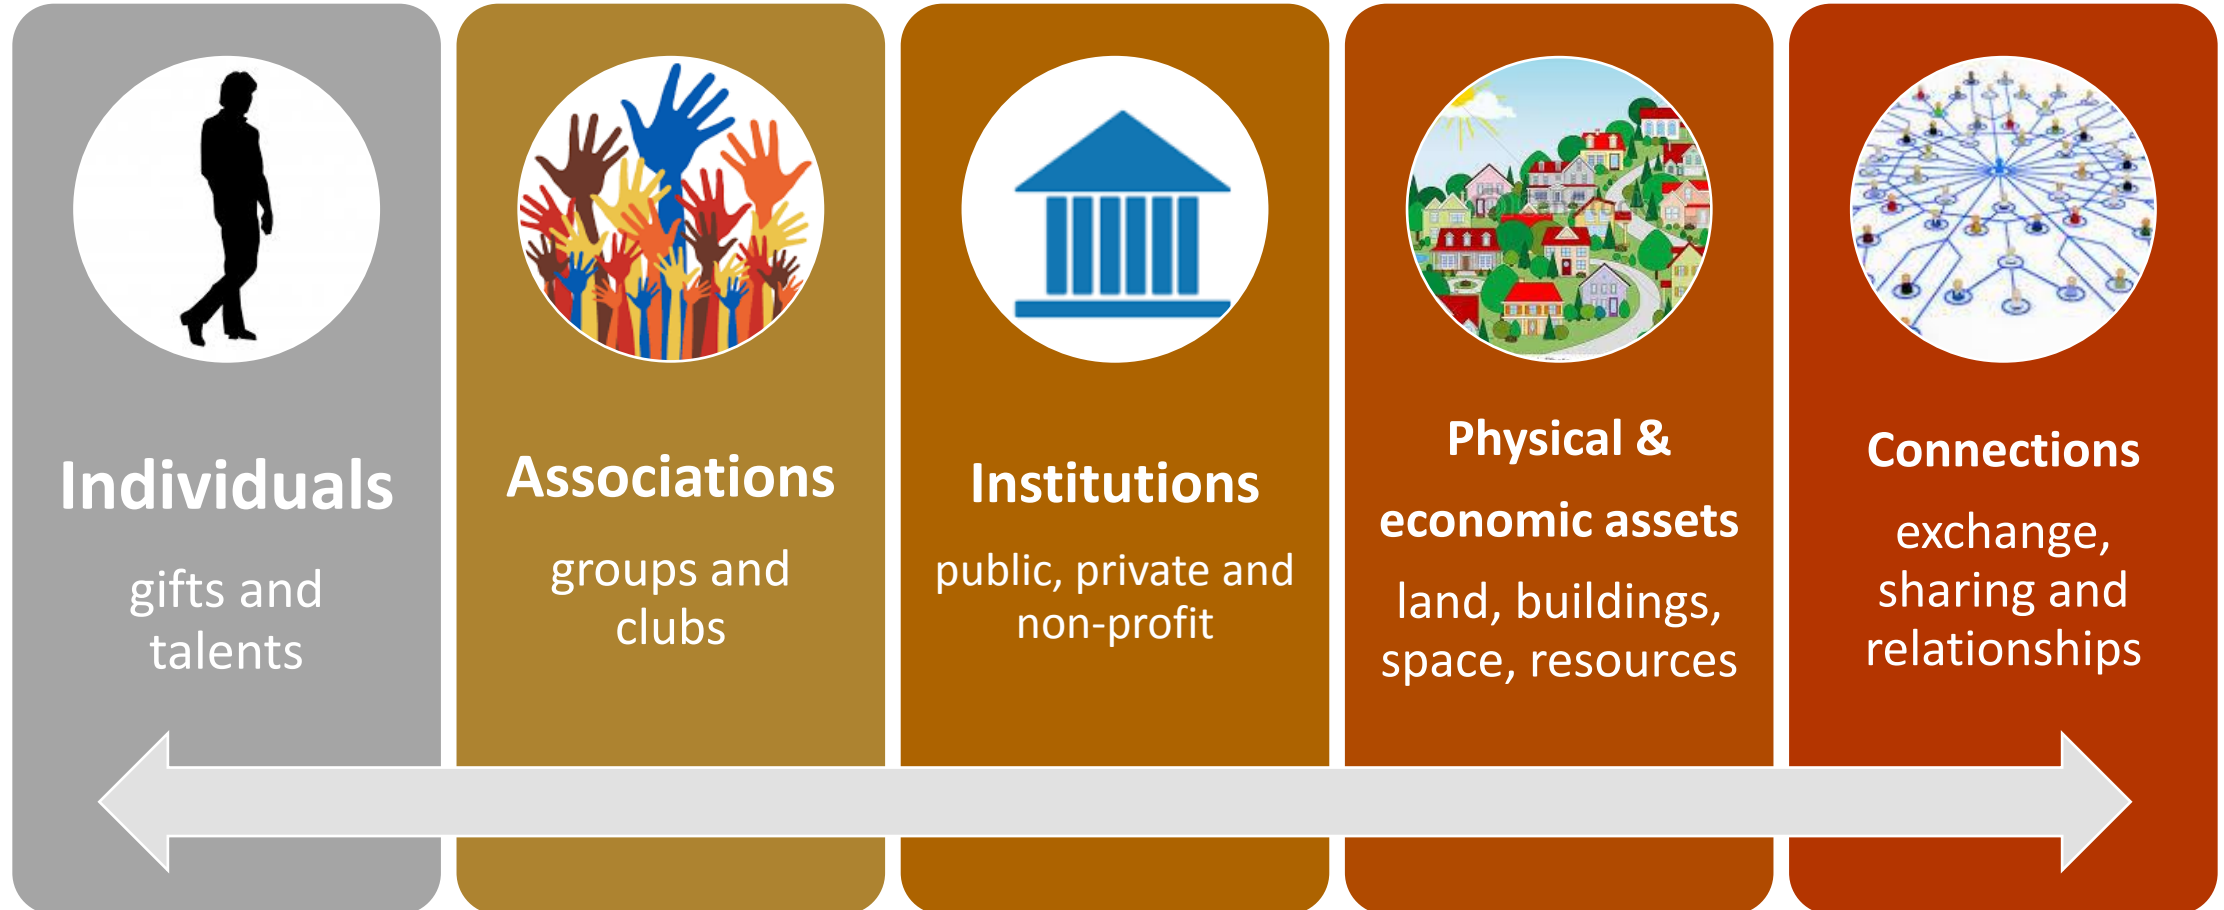 Individuals
gifts and
talents
Associations
groups and
clubs
Institutions
public, private and
non-profit
Physical &
economic assets
land, buildings,
space, resources
Connections
exchange,
sharing and
relationships